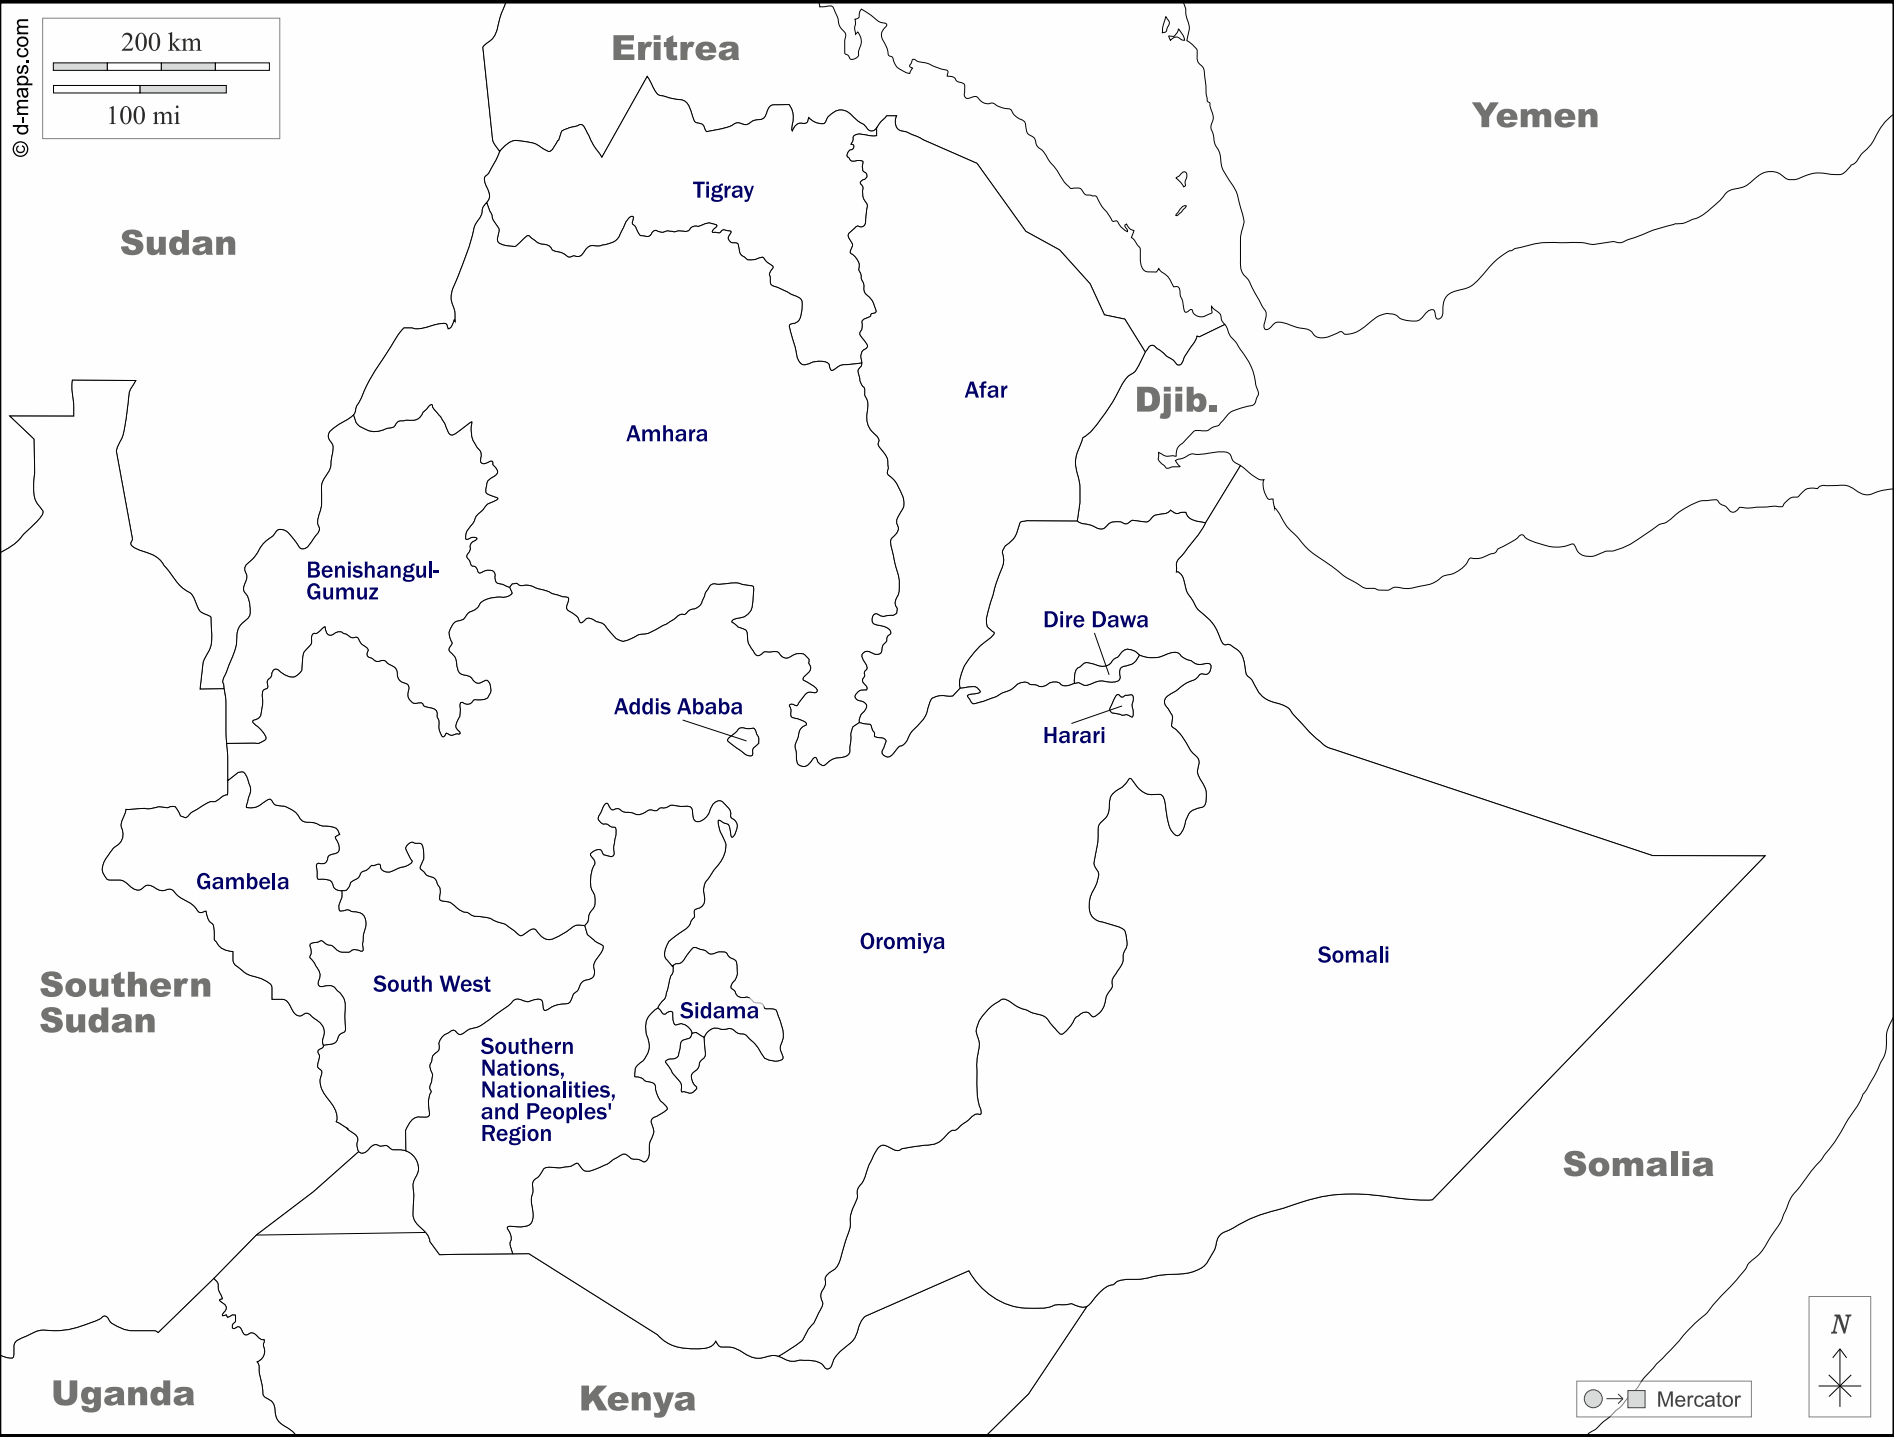 © d-maps.com
200 km
100 mi
Eritrea
Yemen
Tigray
Sudan
Afar
Djib.
Amhara
Benishangul-
Gumuz
Dire Dawa
Addis Ababa
Harari
Gambela
Oromiya
Somali
South West
Southern
Sudan
Sidama
Southern
Nations,
Nationalities,
and Peoples'
Region
Somalia
N
Uganda
Kenya
Mercator